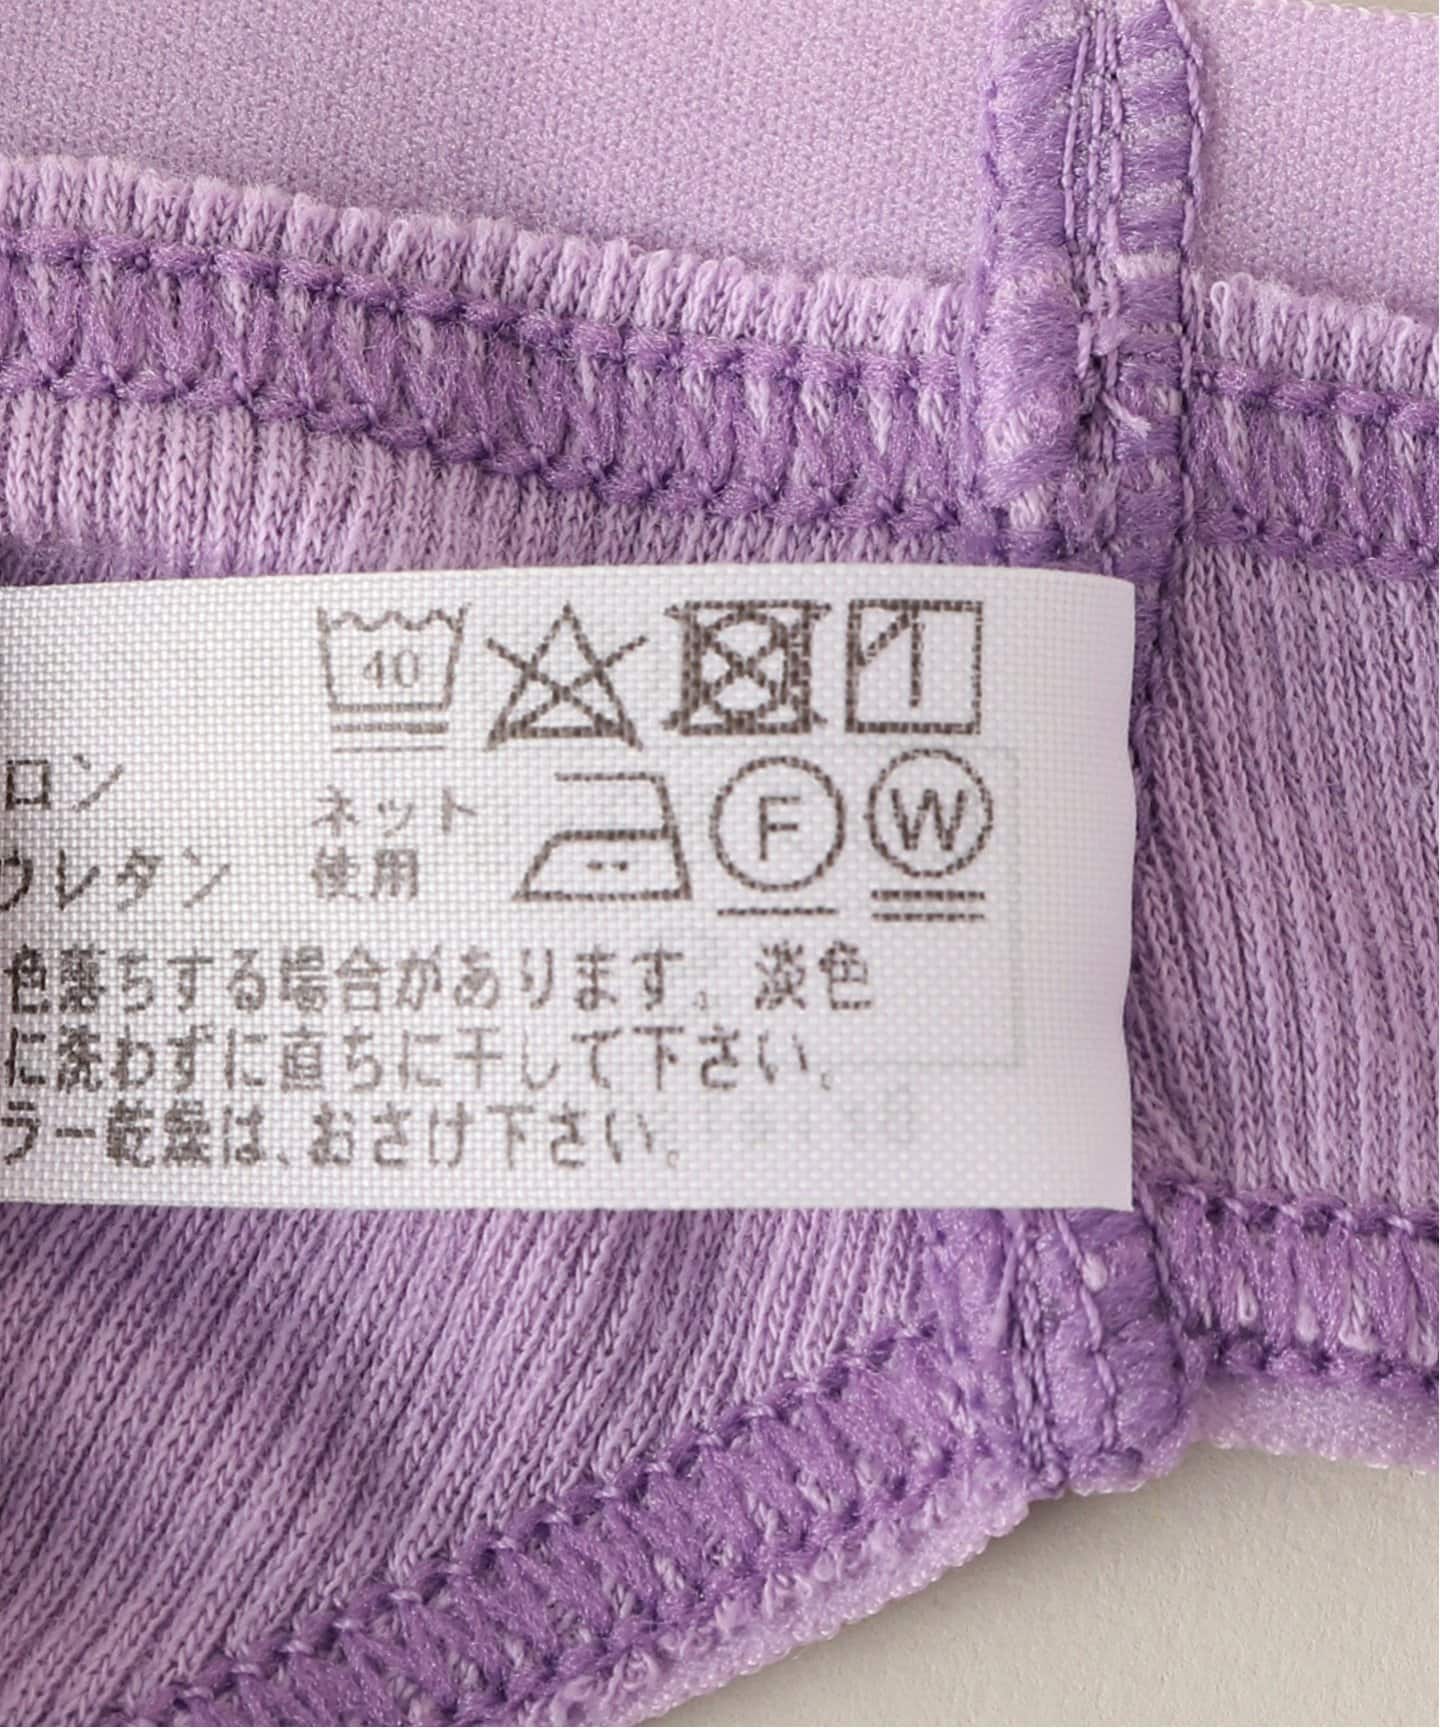 40
ロン
ネット
使用
F
W
ウレタン
色落ちする場合があります。淡色
に洗わずに直ちに干して下さい。
ラー乾燥は、おさけ下さい。